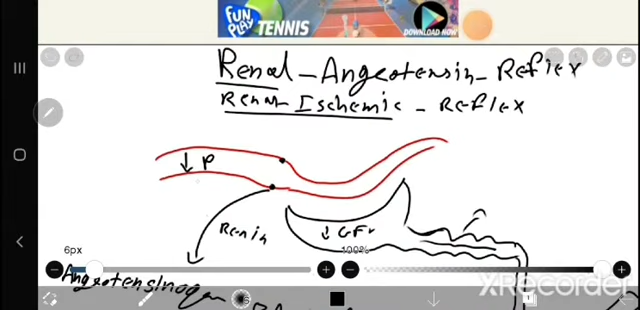 FUN PLAY TENNIS
DOWNLOAD NOW
Renal-Angeotensin-Reflex
Renal Ischemic - Reflex
↓ P
Renin
↓ GFr
6px
100%
Angeotensinogen
XRecorder